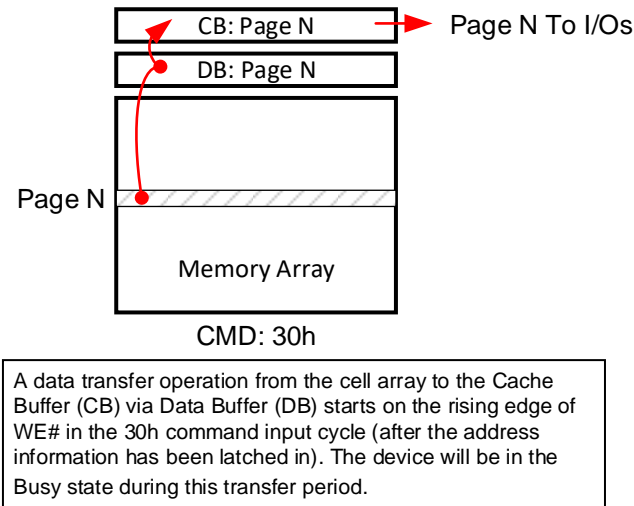 CB: Page N
Page N To I/Os
DB: Page N
Page N
Memory Array
CMD: 30h
A data transfer operation from the cell array to the Cache
Buffer (CB) via Data Buffer (DB) starts on the rising edge of
WE# in the 30h command input cycle (after the address
information has been latched in). The device will be in the
Busy state during this transfer period.